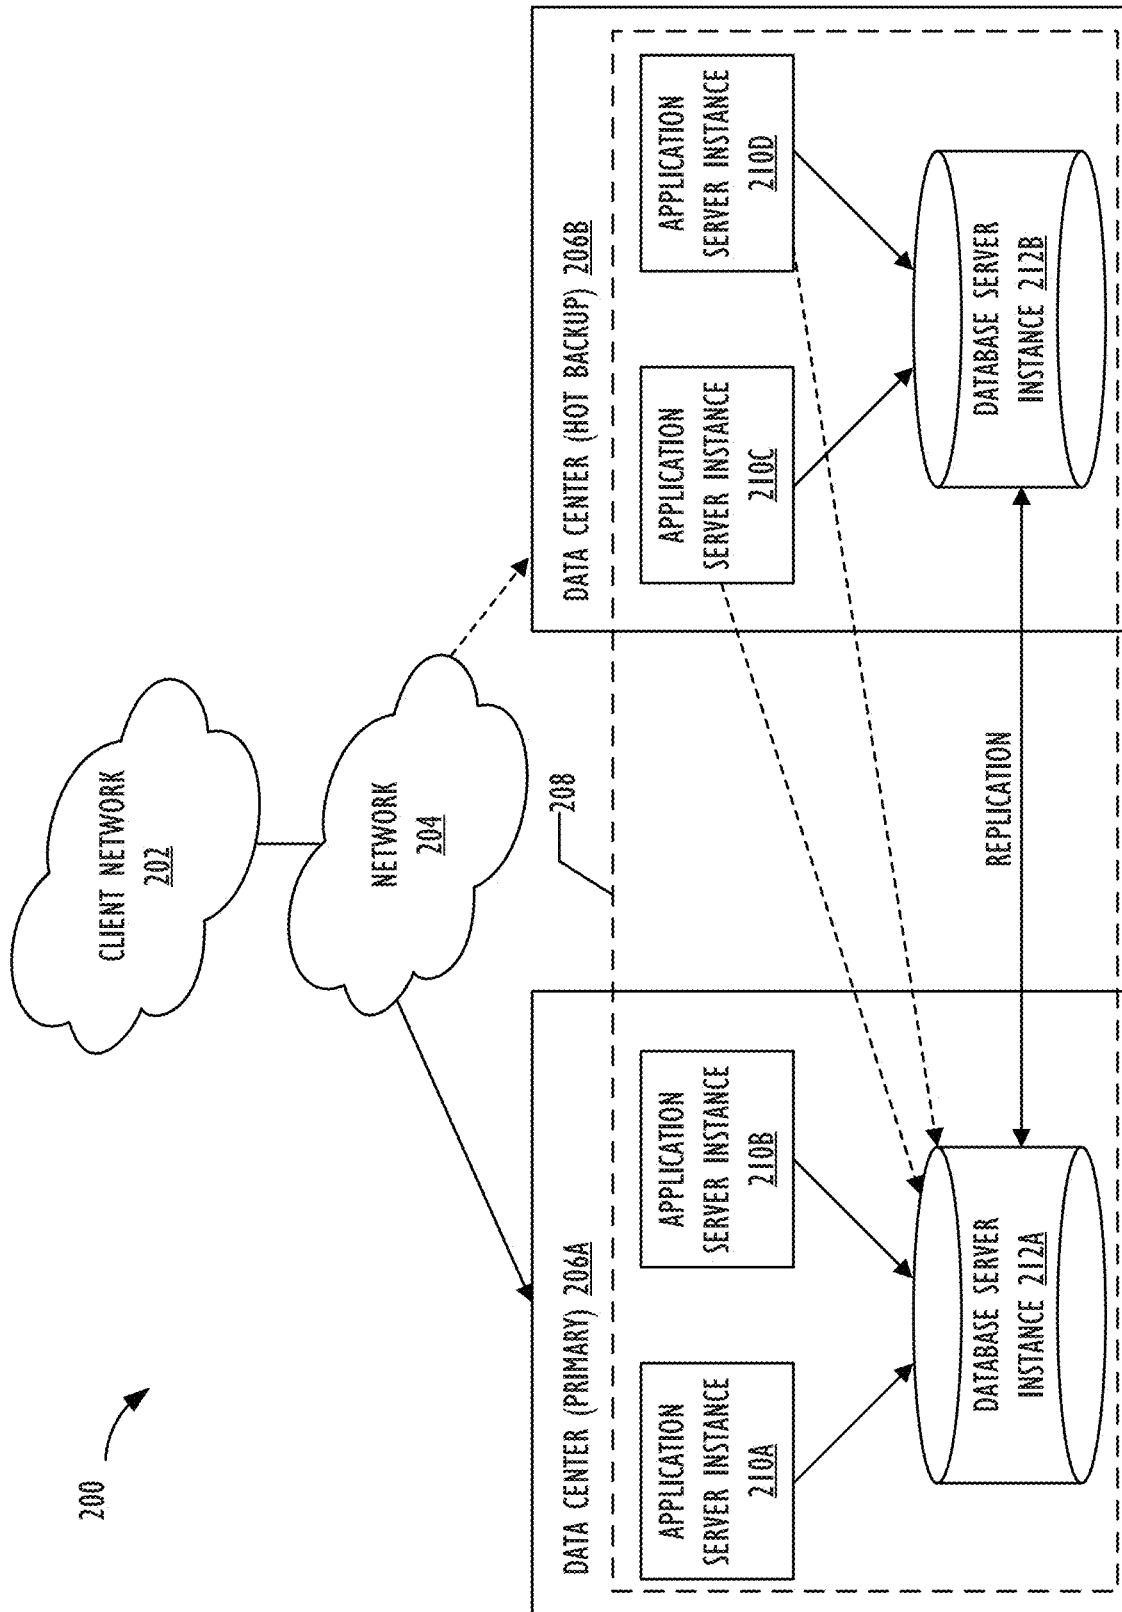 200
CLIENT NETWORK
202
NETWORK
204
208
DATA CENTER (PRIMARY) 206A
APPLICATION
SERVER INSTANCE
210A
APPLICATION
SERVER INSTANCE
210B
DATABASE SERVER
INSTANCE 212A
REPLICATION
DATA CENTER (HOT BACKUP) 206B
APPLICATION
SERVER INSTANCE
210C
APPLICATION
SERVER INSTANCE
210D
DATABASE SERVER
INSTANCE 212B